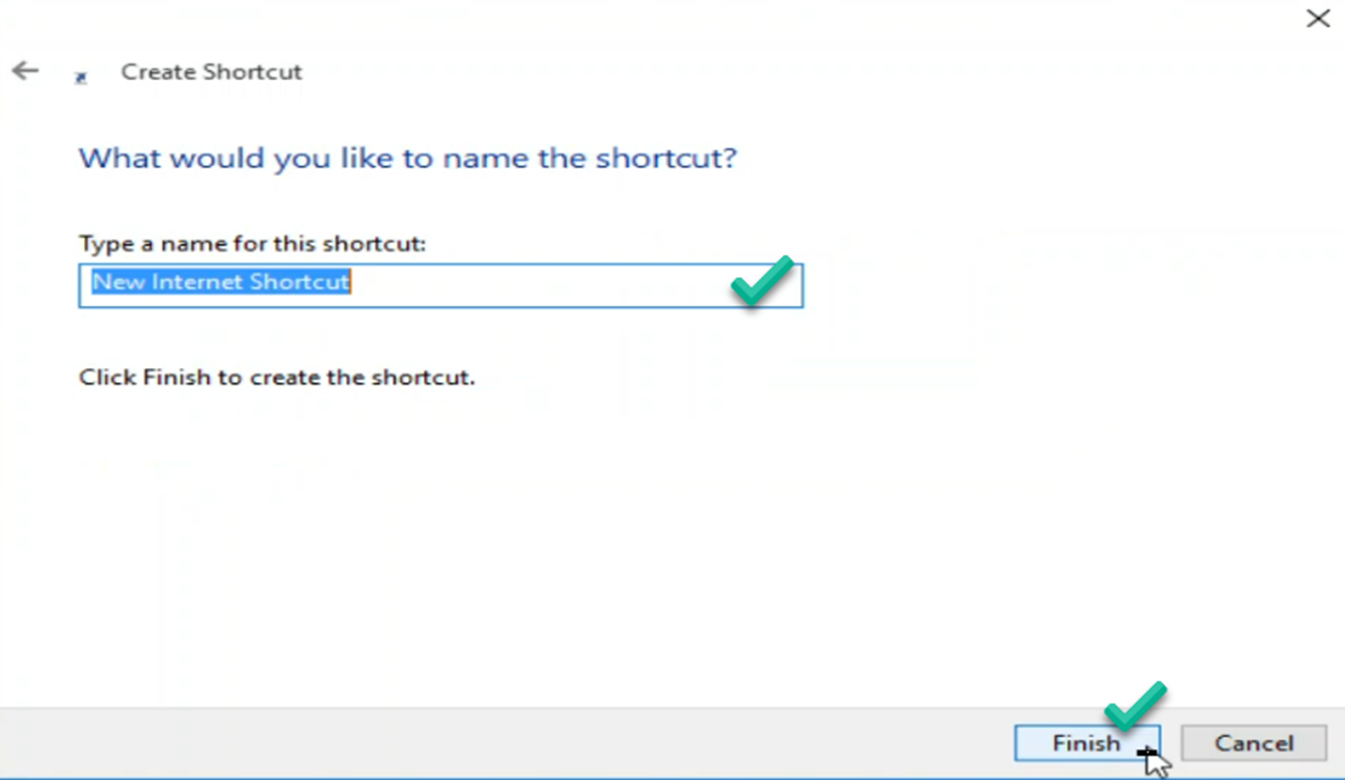 Create Shortcut
What would you like to name the shortcut?
Type a name for this shortcut:
New Internet Shortcut
Click Finish to create the shortcut.
Finish
Cancel